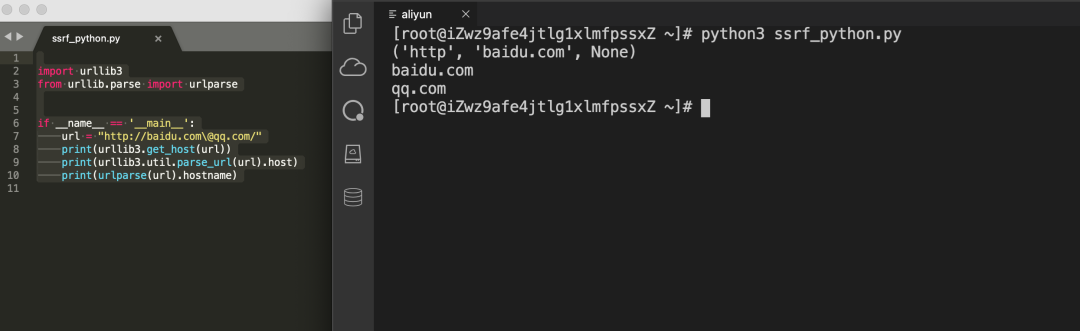 ssrf_python.py
1
2 import urllib3
3 from urllib.parse import urlparse
4
5
6 if __name__ == '__main__':
7 url = "http://baidu.com\@qq.com/"
8 print(urllib3.get_host(url))
9 print(urllib3.util.parse_url(url).host)
10 print(urlparse(url).hostname)
11
aliyun
[root@iZwz9afe4jtlg1xlmfpssxZ ~]# python3 ssrf_python.py
('http', 'baidu.com', None)
baidu.com
qq.com
[root@iZwz9afe4jtlg1xlmfpssxZ ~]#